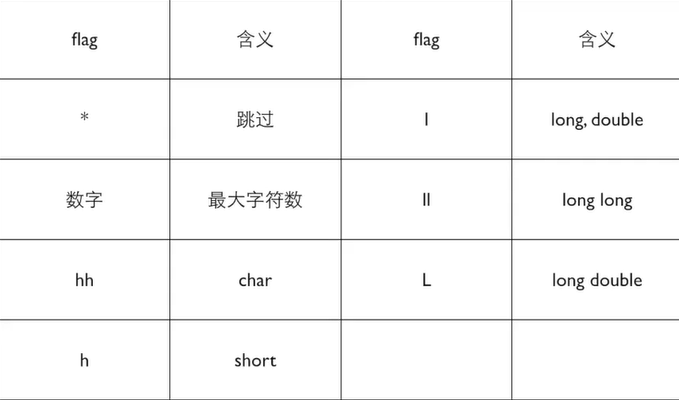 flag 含义 flag 含义
* 跳过 l long, double
数字 最大字符数 ll long long
hh char L long double
h short